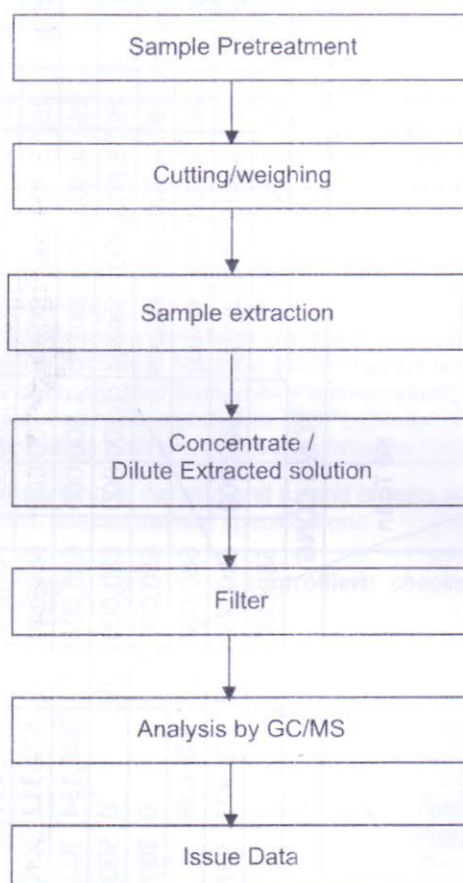 Sample Pretreatment
Cutting/weighing
Sample extraction
Concentrate /
Dilute Extracted solution
Filter
Analysis by GC/MS
Issue Data